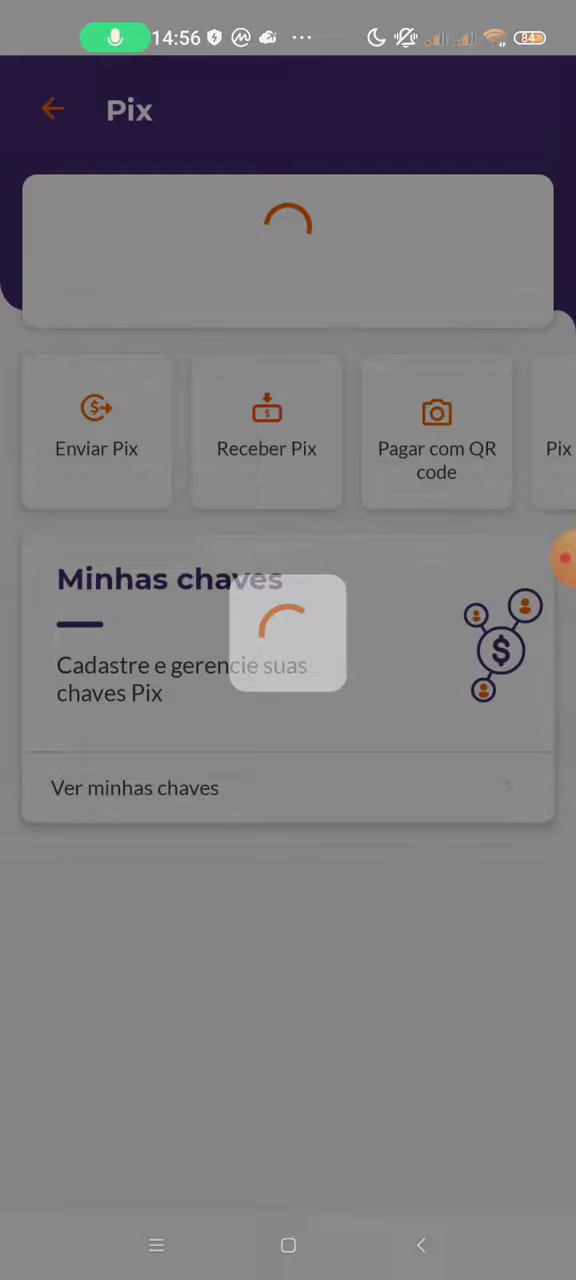 14:56
84
Pix
Enviar Pix
Receber Pix
Pagar com QR
code
Pix
Minhas chaves
Cadastre e gerencie suas
chaves Pix
Ver minhas chaves